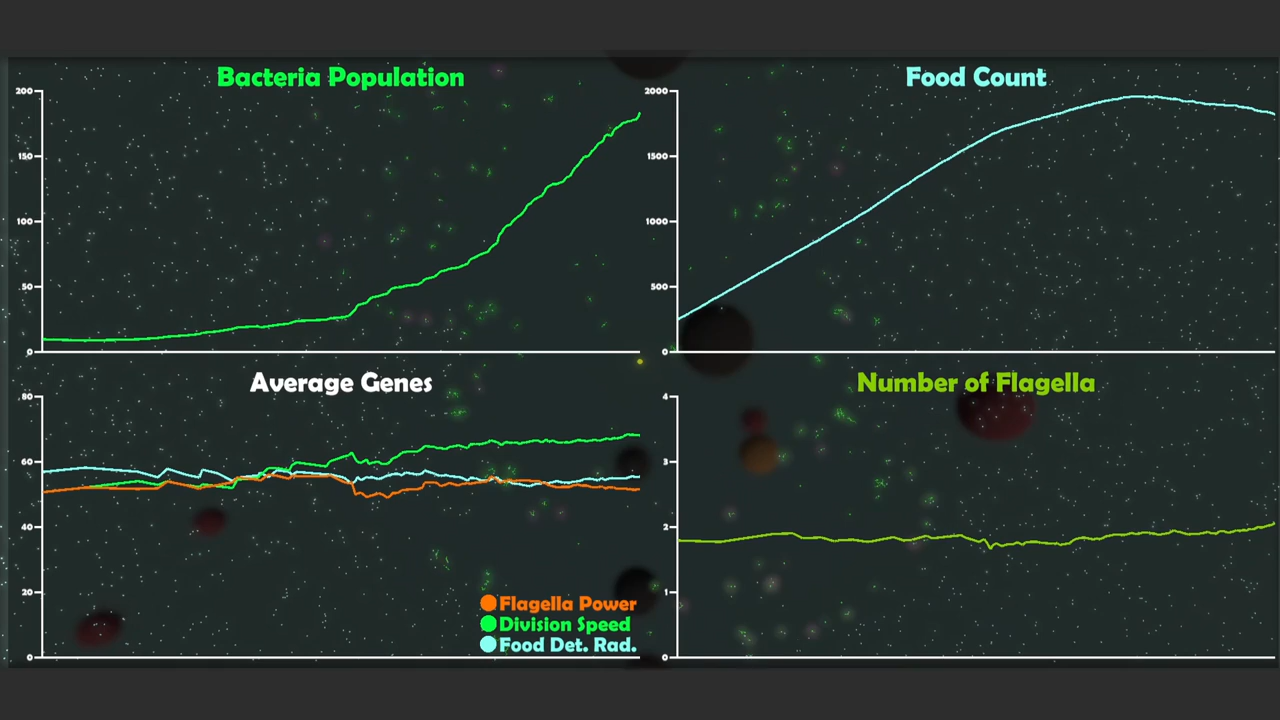 Bacteria Population
200
150
100
50
0
Food Count
2000
1500
1000
500
0
Average Genes
80
60
40
20
0
Flagella Power
Division Speed
Food Det. Rad.
Number of Flagella
4
3
2
1
0